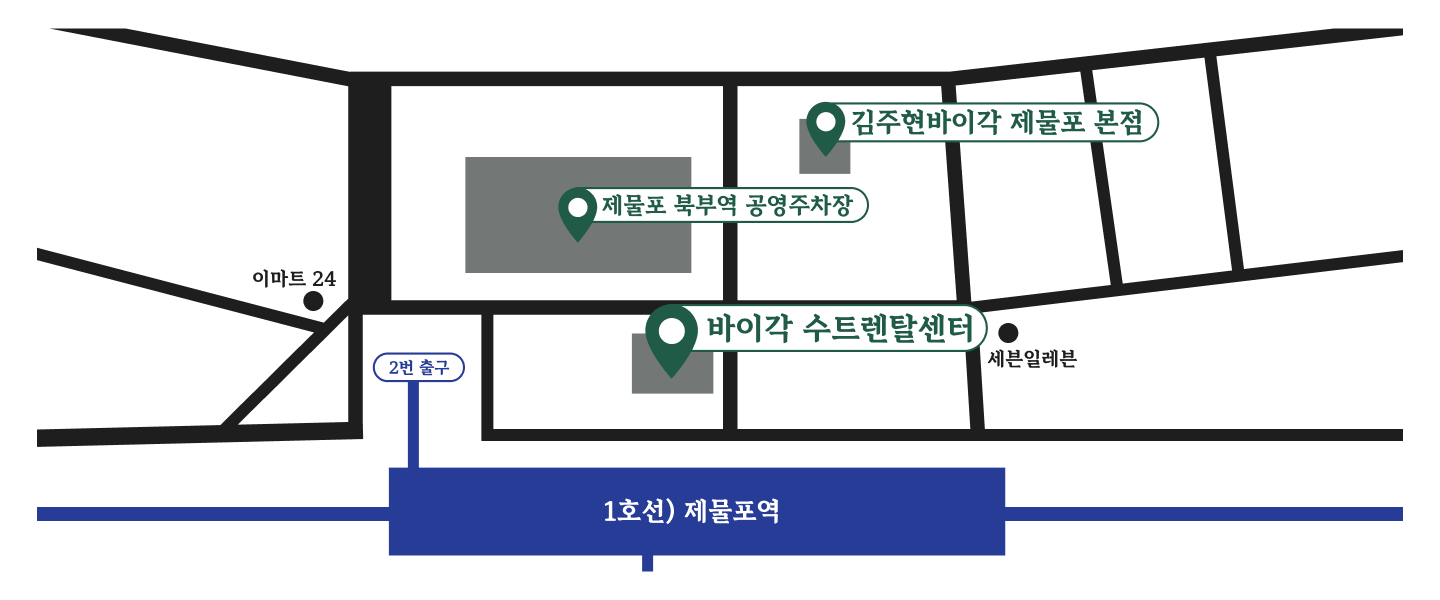 김주현바이각 제물포 본점
제물포 북부역 공영주차장
이마트 24
바이각 수트렌탈센터
세븐일레븐
2번 출구
1호선) 제물포역